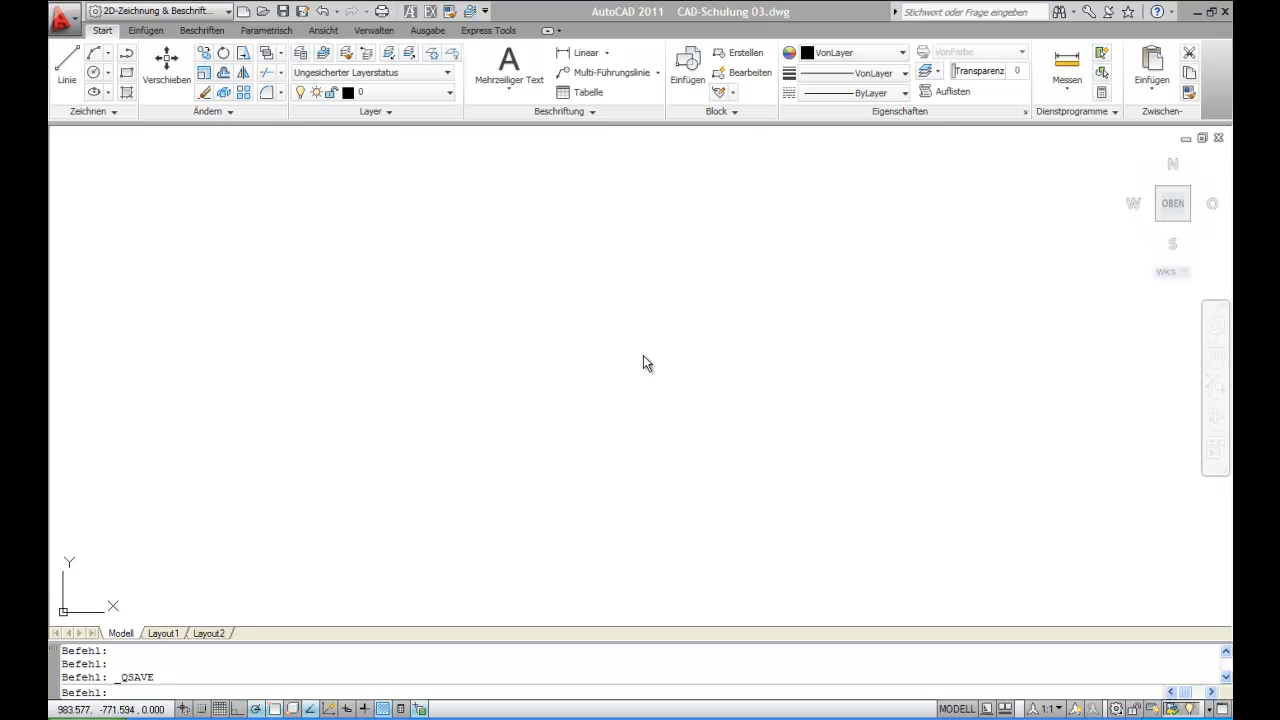 2D-Zeichnung & Beschrift... AutoCAD 2011 CAD-Schulung 03.dwg Stichwort oder Frage eingeben
Start Einfügen Beschriften Parametrisch Ansicht Verwalten Ausgabe Express Tools
Linie
Verschieben
Ungesicherter Layerstatus
0
Mehrzeiliger Text
Linear
Multi-Führungslinie
Tabelle
Einfügen
Erstellen
Bearbeiten
VonLayer
VonLayer
ByLayer
VonFarbe
Transparenz 0
Auflisten
Messen
Einfügen
Zeichnen Ändern Layer Beschriftung Block Eigenschaften Dienstprogramme Zwischen-
N
W OBEN O
S
WKS
Y
X
Modell Layout1 Layout2
Befehl:
Befehl:
Befehl: _QSAVE
Befehl:
983.577, -771.594 , 0.000 MODELL 1:1